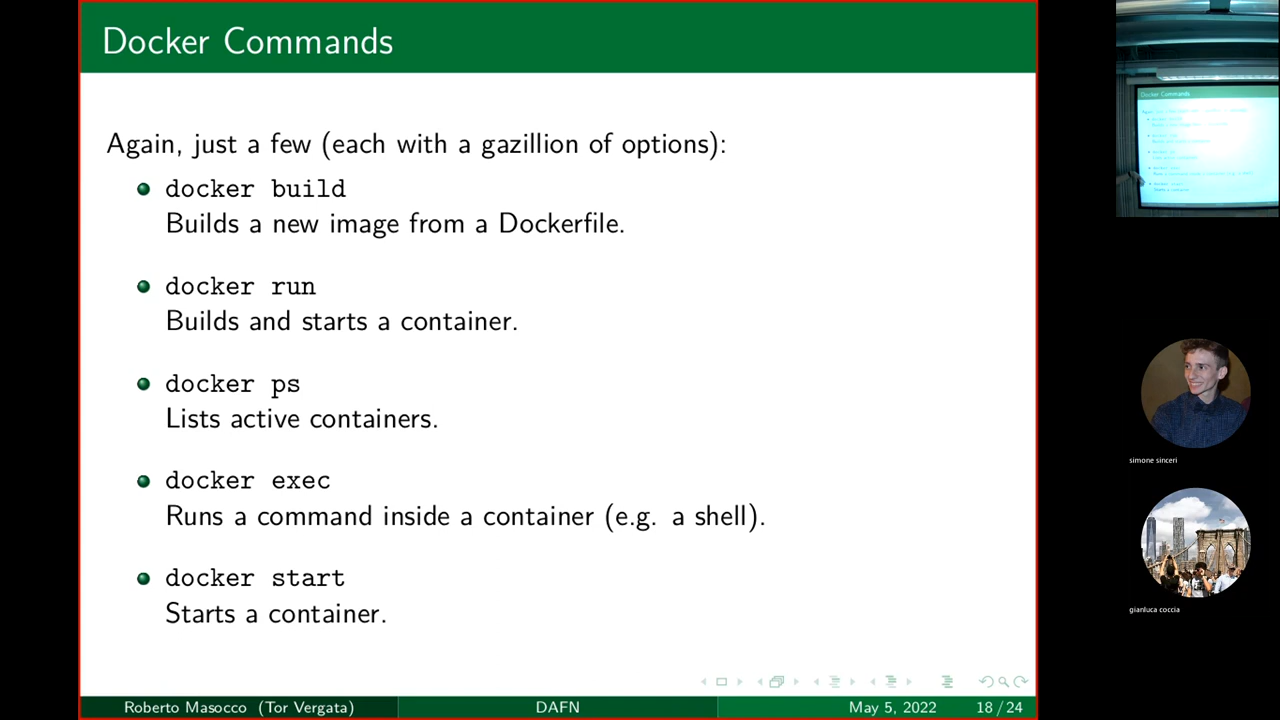 Docker Commands
Again, just a few (each with a gazillion of options):
docker build
Builds a new image from a Dockerfile.
docker run
Builds and starts a container.
docker ps
Lists active containers.
docker exec
Runs a command inside a container (e.g. a shell).
docker start
Starts a container.
Roberto Masocco (Tor Vergata) DAFN May 5, 2022 18 / 24
Docker Commands
simone sinceri
gianluca coccia